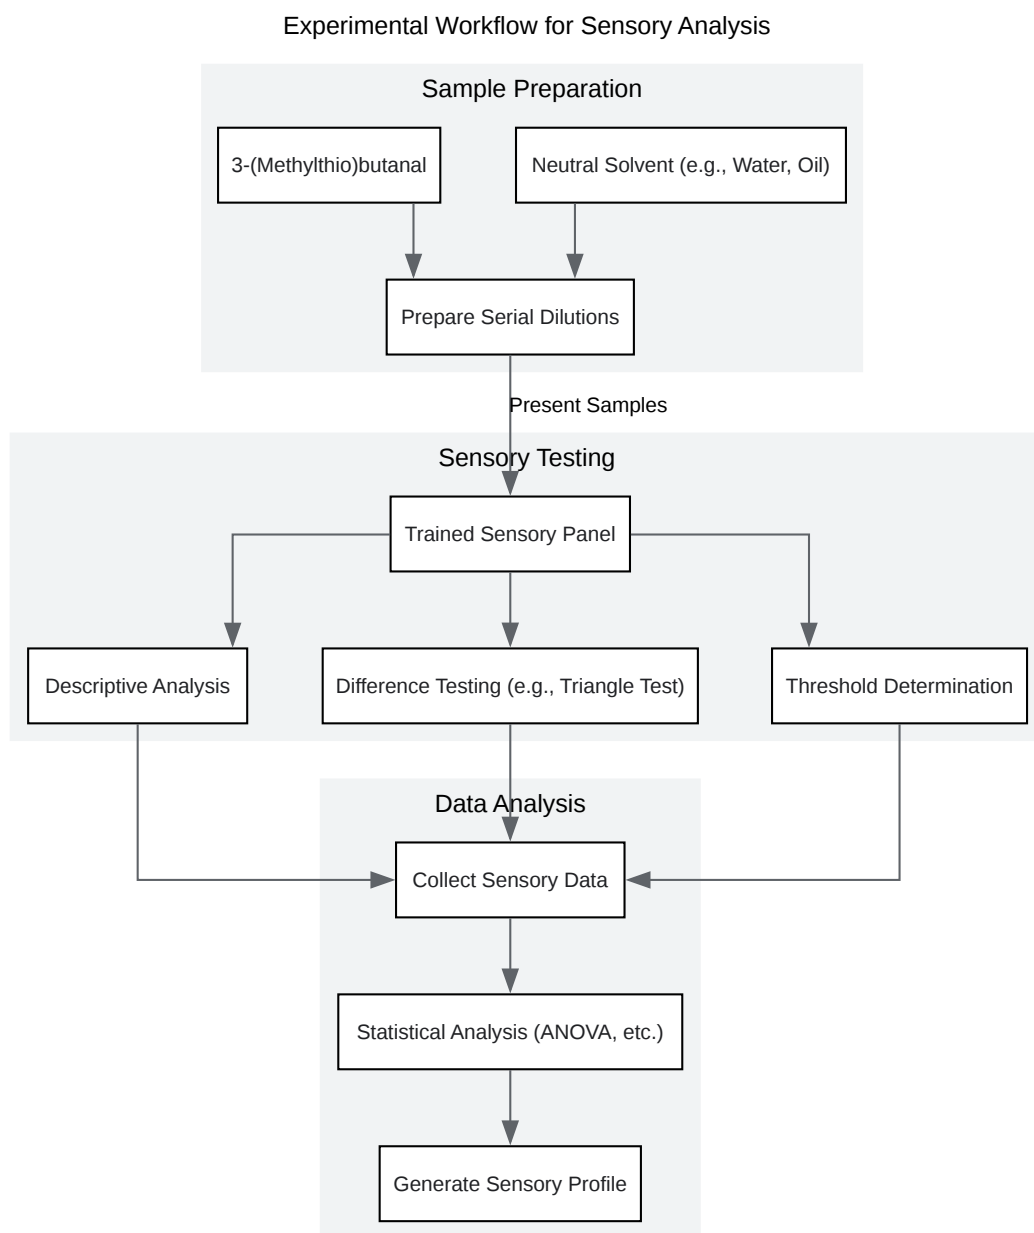 Experimental Workflow for Sensory Analysis
Sample Preparation
3-(Methylthio)butanal
Neutral Solvent (e.g., Water, Oil)
Prepare Serial Dilutions
Present Samples
Sensory Testing
Trained Sensory Panel
Descriptive Analysis
Difference Testing (e.g., Triangle Test)
Threshold Determination
Data Analysis
Collect Sensory Data
Statistical Analysis (ANOVA, etc.)
Generate Sensory Profile